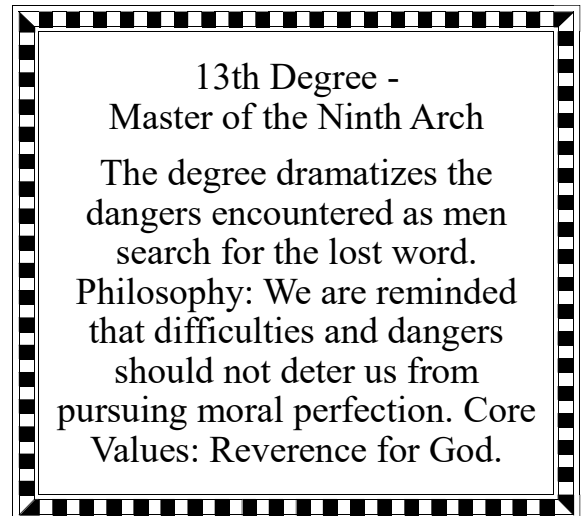 13th Degree -
Master of the Ninth Arch
The degree dramatizes the
dangers encountered as men
search for the lost word.
Philosophy: We are reminded
that difficulties and dangers
should not deter us from
pursuing moral perfection. Core
Values: Reverence for God.